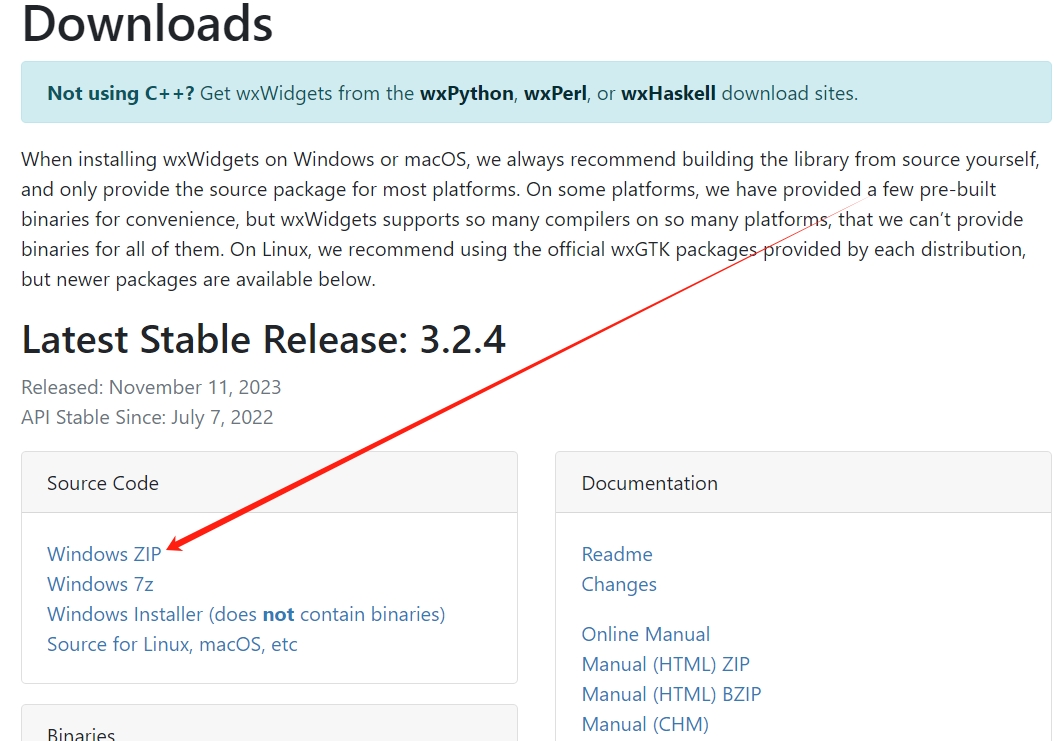 Downloads
Not using C++? Get wxWidgets from the wxPython, wxPerl, or wxHaskell download sites.
When installing wxWidgets on Windows or macOS, we always recommend building the library from source yourself,
and only provide the source package for most platforms. On some platforms, we have provided a few pre-built
binaries for convenience, but wxWidgets supports so many compilers on so many platforms, that we can’t provide
binaries for all of them. On Linux, we recommend using the official wxGTK packages provided by each distribution,
but newer packages are available below.
Latest Stable Release: 3.2.4
Released: November 11, 2023
API Stable Since: July 7, 2022
Source Code
Windows ZIP
Windows 7z
Windows Installer (does not contain binaries)
Source for Linux, macOS, etc
Binaries
Documentation
Readme
Changes
Online Manual
Manual (HTML) ZIP
Manual (HTML) BZIP
Manual (CHM)